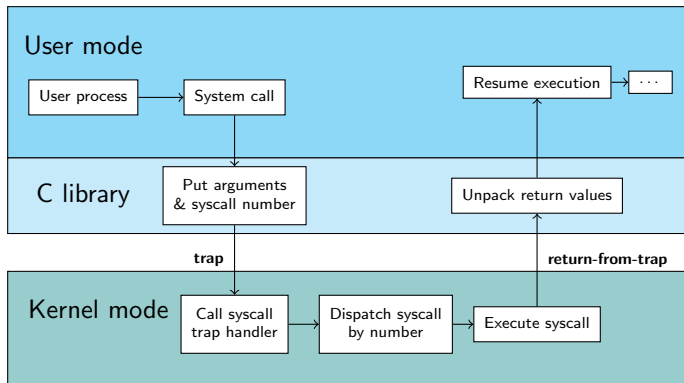 User mode
User process
System call
Resume execution
· · ·
C library
Put arguments
& syscall number
Unpack return values
trap
return-from-trap
Kernel mode
Call syscall
trap handler
Dispatch syscall
by number
Execute syscall